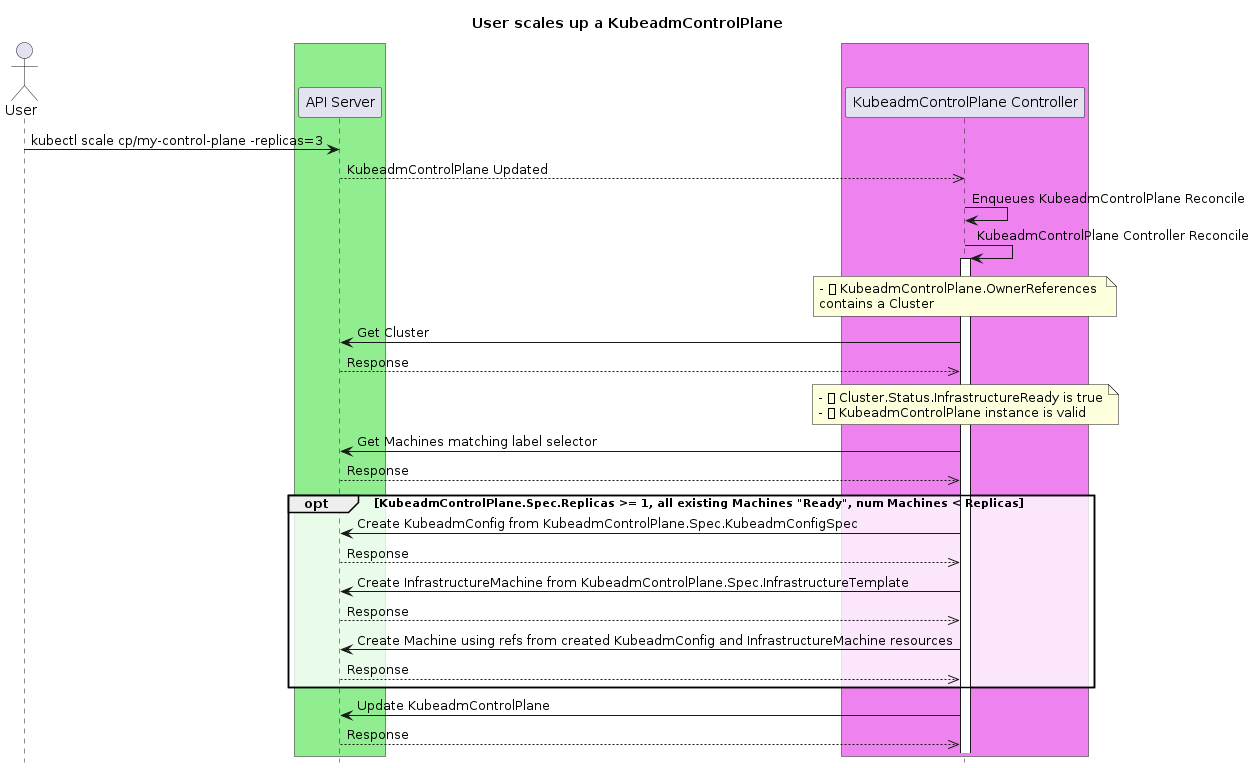 User scales up a KubeadmControlPlane
User
API Server
KubeadmControlPlane Controller
kubectl scale cp/my-control-plane -replicas=3
KubeadmControlPlane Updated
Enqueues KubeadmControlPlane Reconcile
KubeadmControlPlane Controller Reconcile
- ▯ KubeadmControlPlane.OwnerReferences
contains a Cluster
Get Cluster
Response
- ▯ Cluster.Status.InfrastructureReady is true
- ▯ KubeadmControlPlane instance is valid
Get Machines matching label selector
Response
opt [KubeadmControlPlane.Spec.Replicas >= 1, all existing Machines "Ready", num Machines < Replicas]
Create KubeadmConfig from KubeadmControlPlane.Spec.KubeadmConfigSpec
Response
Create InfrastructureMachine from KubeadmControlPlane.Spec.InfrastructureTemplate
Response
Create Machine using refs from created KubeadmConfig and InfrastructureMachine resources
Response
Update KubeadmControlPlane
Response